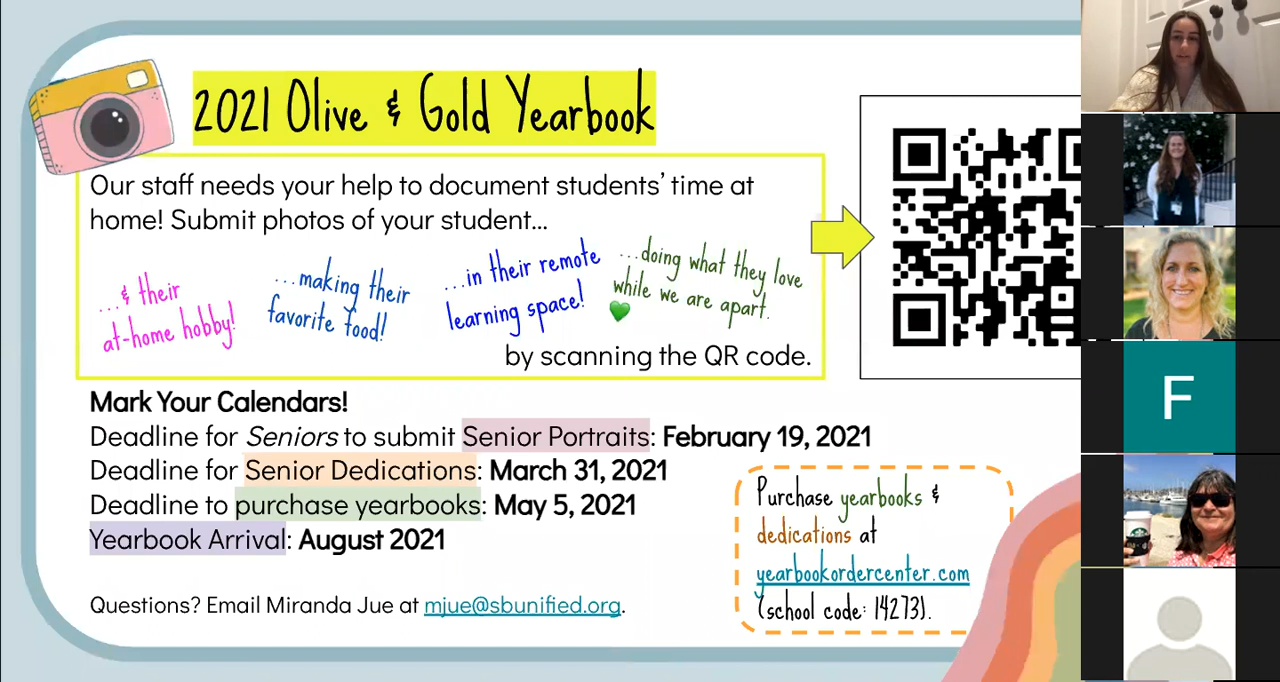 2021 Olive & Gold Yearbook
Our staff needs your help to document students' time at
home! Submit photos of your student...
...& their
at-home hobby!
...making their
favorite food!
...in their remote
learning space!
...doing what they love
while we are apart.
by scanning the QR code.
Mark Your Calendars!
Deadline for Seniors to submit Senior Portraits: February 19, 2021
Deadline for Senior Dedications: March 31, 2021
Deadline to purchase yearbooks: May 5, 2021
Yearbook Arrival: August 2021
Questions? Email Miranda Jue at mjue@sbunified.org.
Purchase yearbooks &
dedications at
yearbookordercenter.com
(school code: 14273).
F